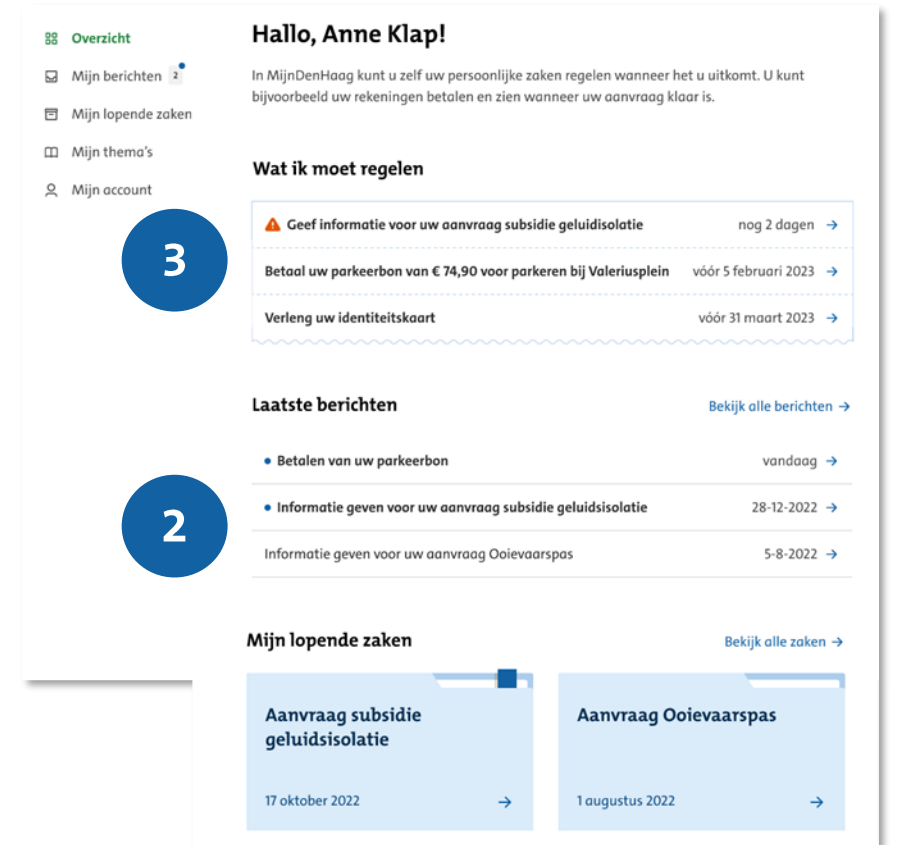 Overzicht
Mijn berichten 2
Mijn lopende zaken
Mijn thema's
Mijn account
Hallo, Anne Klap!
In MijnDenHaag kunt u zelf uw persoonlijke zaken regelen wanneer het u uitkomt. U kunt
bijvoorbeeld uw rekeningen betalen en zien wanneer uw aanvraag klaar is.
Wat ik moet regelen
3
Geef informatie voor uw aanvraag subsidie geluidisolatie nog 2 dagen →
Betaal uw parkeerbon van € 74,90 voor parkeren bij Valeriusplein vóór 5 februari 2023 →
Verleng uw identiteitskaart vóór 31 maart 2023 →
Laatste berichten Bekijk alle berichten →
2
• Betalen van uw parkeerbon vandaag →
• Informatie geven voor uw aanvraag subsidie geluidsisolatie 28-12-2022 →
Informatie geven voor uw aanvraag Ooievaarspas 5-8-2022 →
Mijn lopende zaken Bekijk alle zaken →
Aanvraag subsidie
geluidsisolatie
17 oktober 2022 →
Aanvraag Ooievaarspas
1 augustus 2022 →